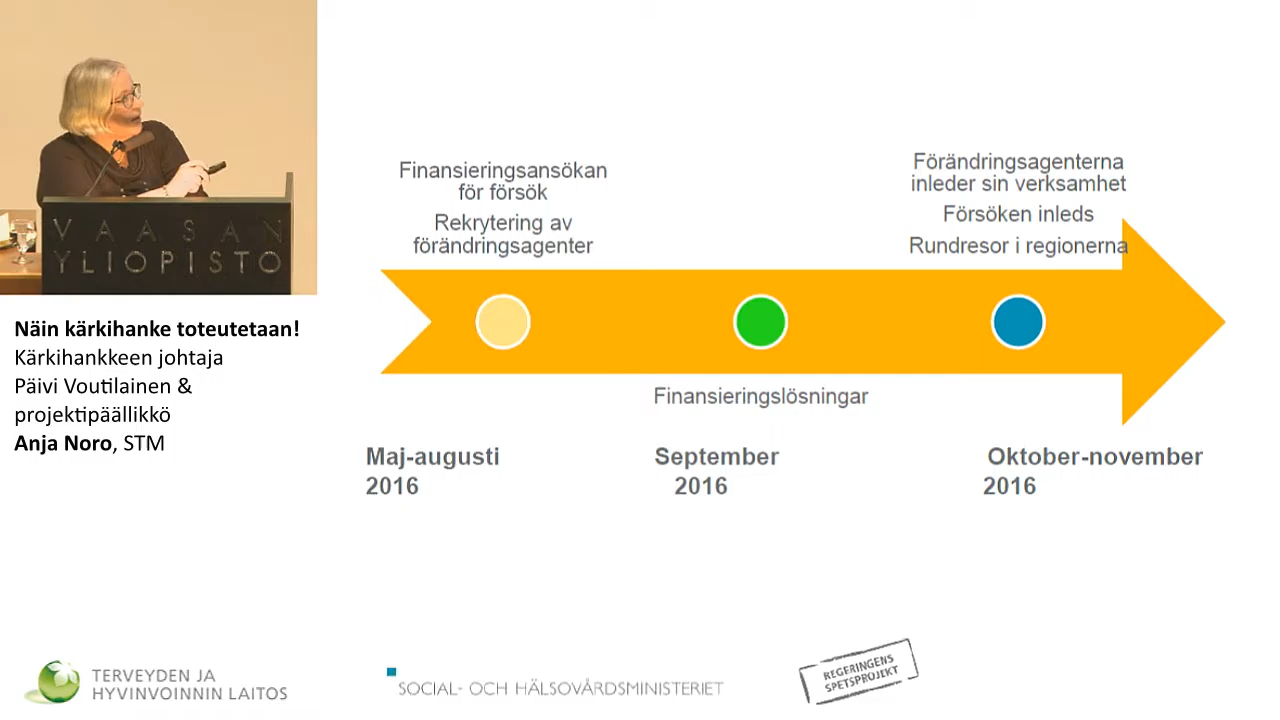 VAASAN
YLIOPISTO
Näin kärkihanke toteutetaan!
Kärkihankkeen johtaja
Päivi Voutilainen &
projektipäällikkö
Anja Noro, STM
Finansieringsansökan
för försök
Rekrytering av
förändringsagenter
Förändringsagenterna
inleder sin verksamhet
Försöken inleds
Rundresor i regionerna
Finansieringslösningar
Maj-augusti
2016
September
2016
Oktober-november
2016
TERVEYDEN JA
HYVINVOINNIN LAITOS
SOCIAL- OCH HÄLSOVÅRDSMINISTERIET
REGERINGENS
SPETSPROJEKT